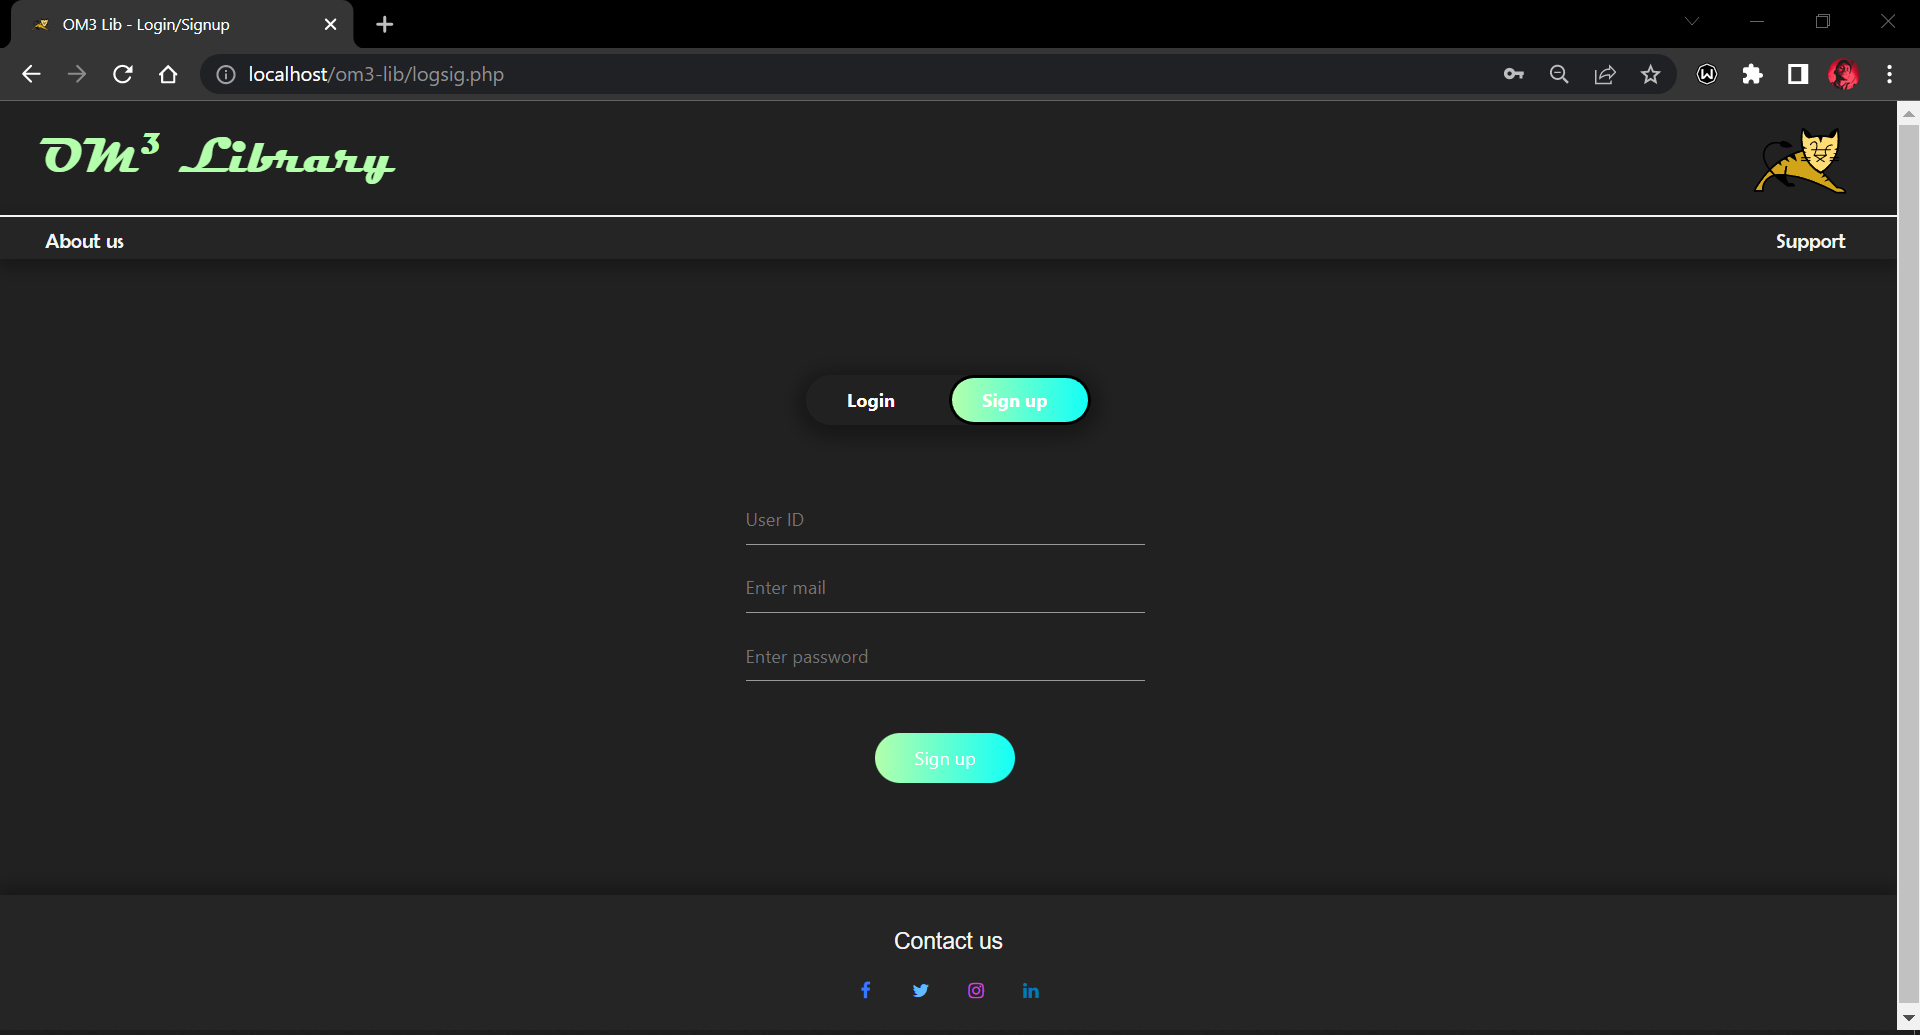 OM3 Lib - Login/Signup
localhost/om3-lib/logsig.php
OM³ Library
About us
Support
Login
Sign up
User ID
Enter mail
Enter password
Sign up
Contact us